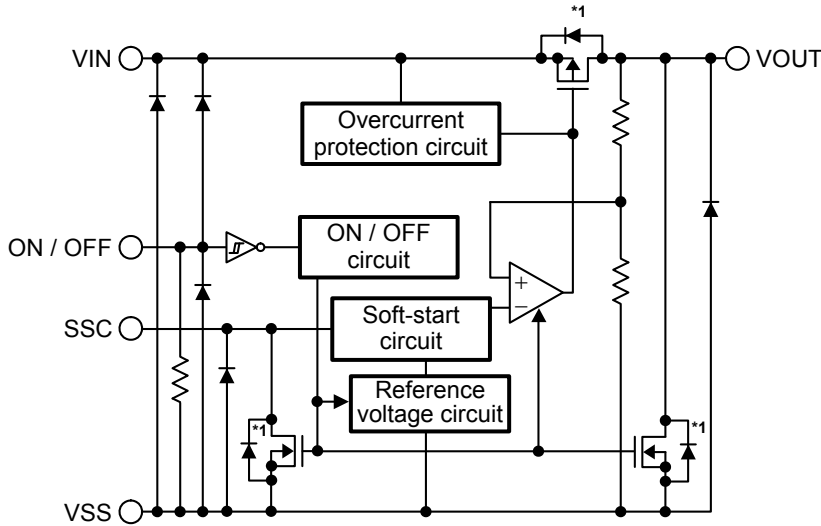 *1
VIN
VOUT
Overcurrent
protection circuit
ON / OFF
ON / OFF
circuit
+
−
SSC
Soft-start
circuit
Reference
voltage circuit
*1
*1
VSS